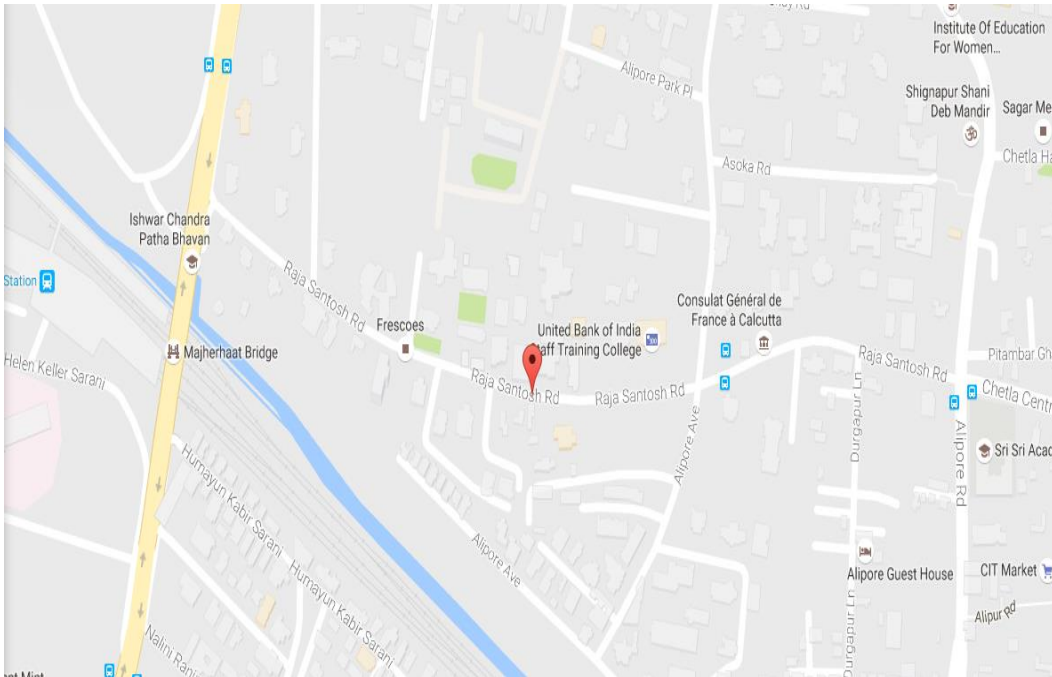 Institute Of Education
For Women...
Alipore Park Pl
Shignapur Shani
Deb Mandir
Sagar Me
Chetla Ha
Asoka Rd
Ishwar Chandra
Patha Bhavan
Station
Raja Santosh Rd
Consulat Général de
France à Calcutta
Frescoes
United Bank of India
Staff Training College
Majherhaat Bridge
Helen Keller Sarani
Raja Santosh Rd
Pitambar Gh
Raja Santosh Rd
Raja Santosh Rd
Chetla Centr
Durgapur Ln
Alipore Ave
Alipore Rd
Sri Sri Acad
Humayun Kabir Sarani
Alipore Ave
Alipore Guest House
CIT Market
Humayun Kabir Sarani
Alipur Rd
Durgapur Ln
Nalini Ranj